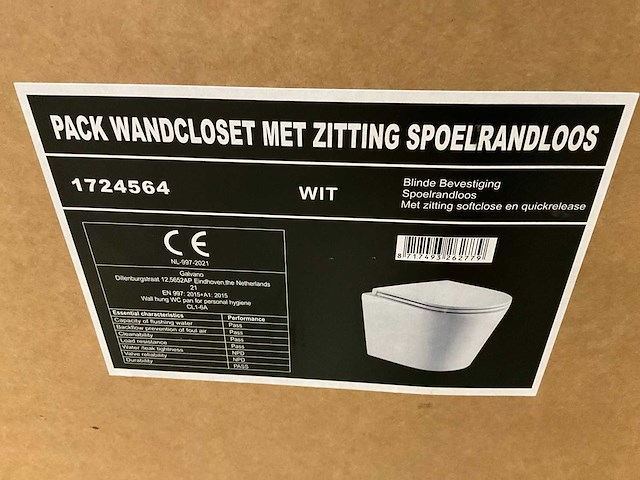 PACK WANDCLOSET MET ZITTING SPOELRANDLOOS
1724564
WIT
Blinde Bevestiging
Spoelrandloos
Met zitting softclose en quickrelease
CE
NL-997-2021
Galvano
Dillenburgstraat 12,5652AP Eindhoven,the Netherlands
21
EN 997: 2015+A1: 2015
Wall hung WC pan for personal hygiene
CL1-6A
Essential characteristics Performance
Capacity of flushing water Pass
Backflow prevention of foul air Pass
Cleanability Pass
Load resistance Pass
Water /leak tightness NPD
Valve reliability NPD
Durability PASS
8 717493 262779